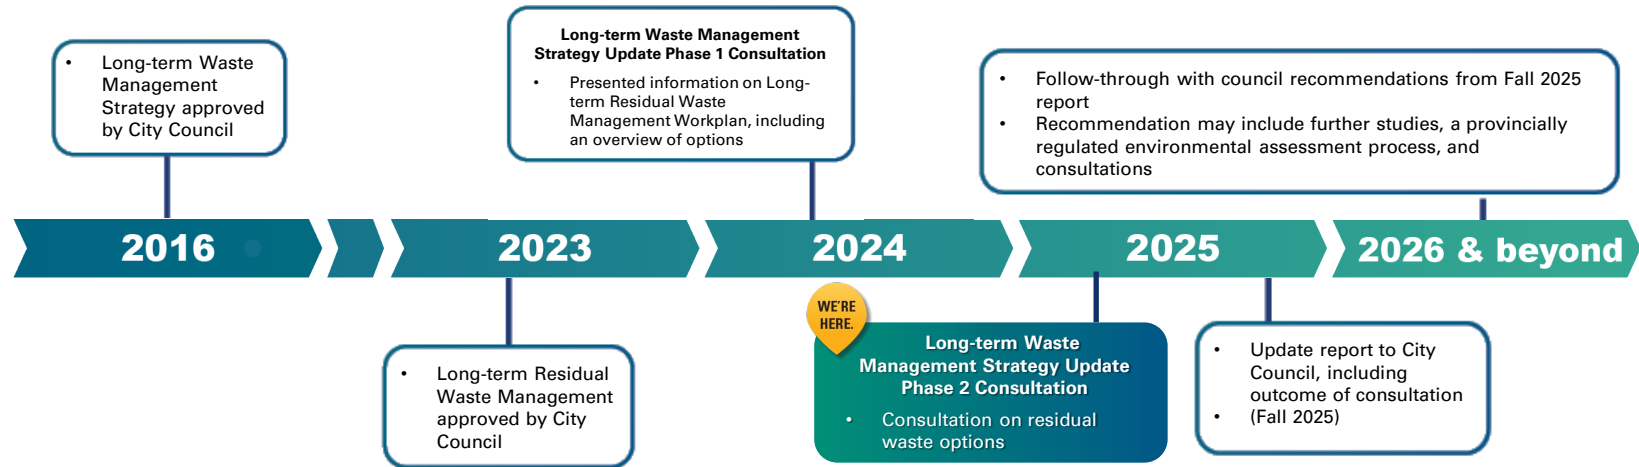 Long-term Waste Management
Strategy Update Phase 1 Consultation
• Presented information on Long-
term Residual Waste
Management Workplan, including
an overview of options
• Long-term Waste
Management
Strategy approved
by City Council
• Follow-through with council recommendations from Fall 2025
report
• Recommendation may include further studies, a provincially
regulated environmental assessment process, and
consultations
2016
2023
2024
2025
2026 & beyond
WE'RE
HERE.
• Long-term Residual
Waste Management
approved by City
Council
Long-term Waste
Management Strategy Update
Phase 2 Consultation
• Consultation on residual
waste options
• Update report to City
Council, including
outcome of consultation
• (Fall 2025)